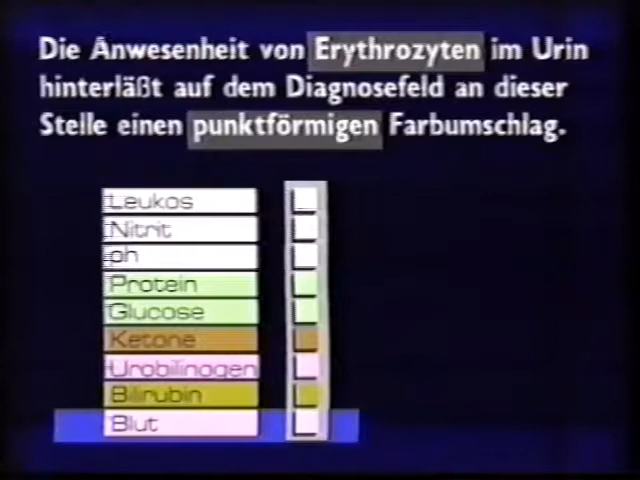 Die Anwesenheit von Erythrozyten im Urin
hinterläßt auf dem Diagnosefeld an dieser
Stelle einen punktförmigen Farbumschlag.
Leukos
Nitrit
ph
Protein
Glucose
Ketone
Urobilinogen
Bilirubin
Blut